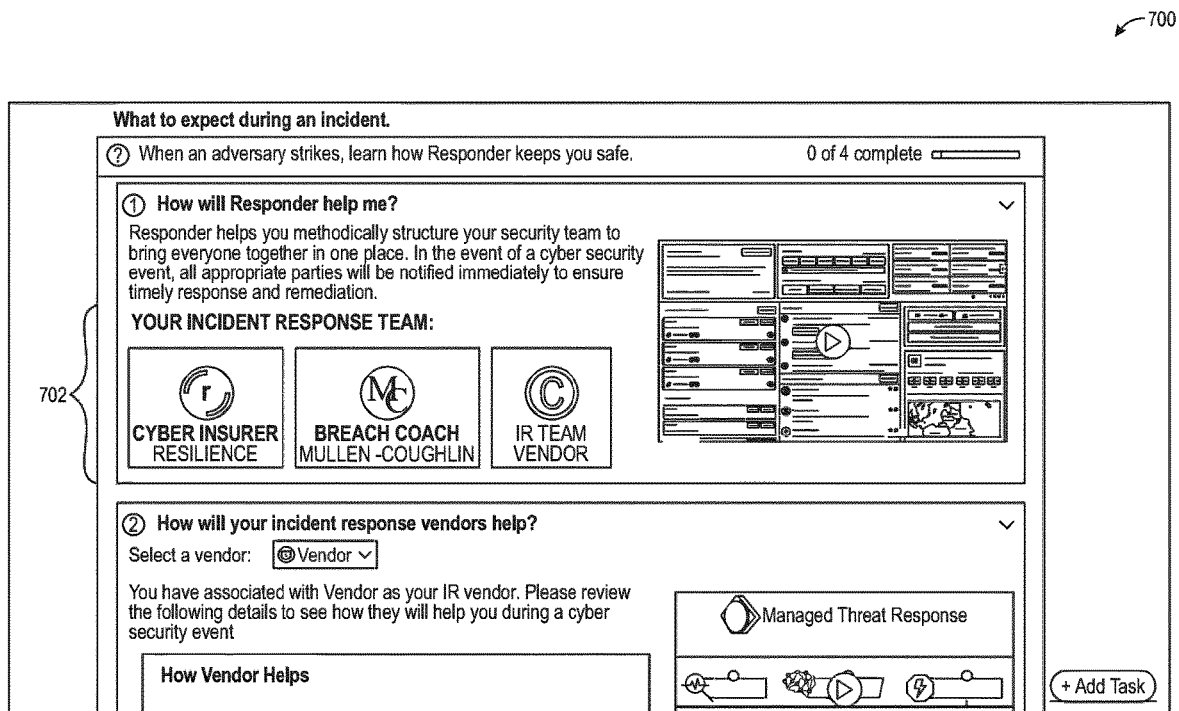 700
What to expect during an incident.
? When an adversary strikes, learn how Responder keeps you safe.
0 of 4 complete
1 How will Responder help me?
Responder helps you methodically structure your security team to
bring everyone together in one place. In the event of a cyber security
event, all appropriate parties will be notified immediately to ensure
timely response and remediation.
YOUR INCIDENT RESPONSE TEAM:
702
r
CYBER INSURER
RESILIENCE
MC
BREACH COACH
MULLEN -COUGHLIN
C
IR TEAM
VENDOR
2 How will your incident response vendors help?
Select a vendor:
Vendor
You have associated with Vendor as your IR vendor. Please review
the following details to see how they will help you during a cyber
security event
Managed Threat Response
How Vendor Helps
+ Add Task